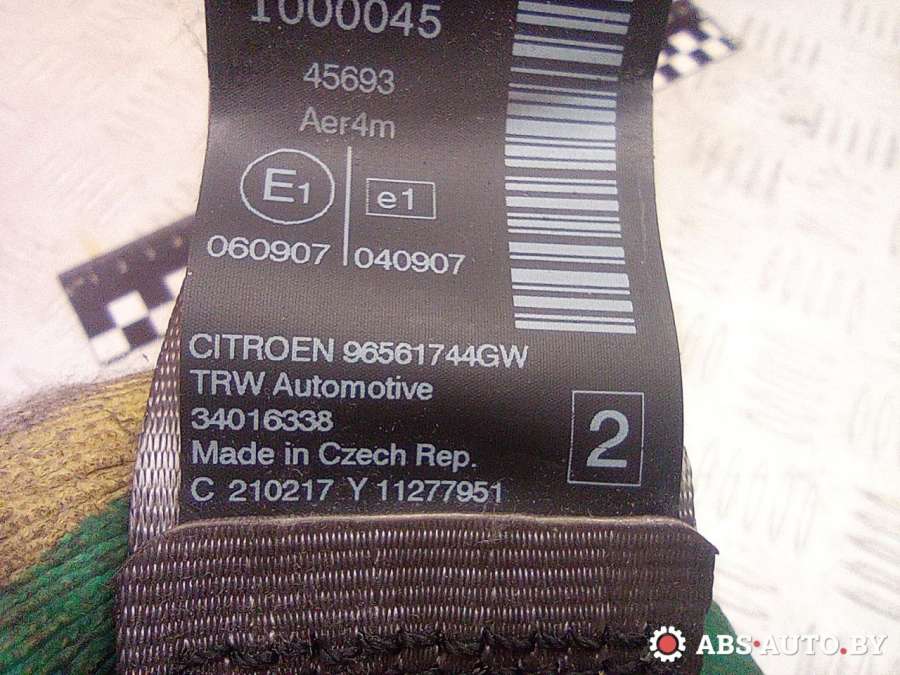 1000045
45693
Aer4m
E1 e1
060907 040907
CITROEN 96561744GW
TRW Automotive
34016338
Made in Czech Rep.
C 210217 Y 11277951
2
ABS-AUTO.BY